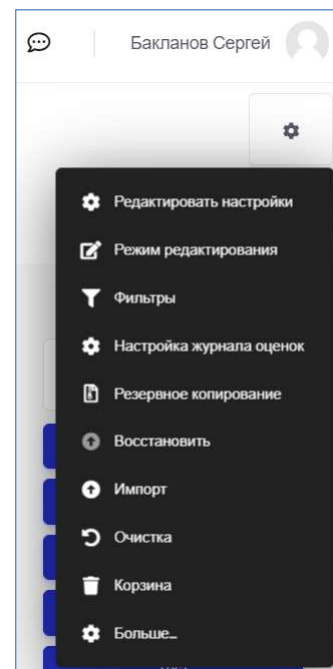 Бакланов Сергей
Редактировать настройки
Режим редактирования
Фильтры
Настройка журнала оценок
Резервное копирование
Восстановить
Импорт
Очистка
Корзина
Больше...